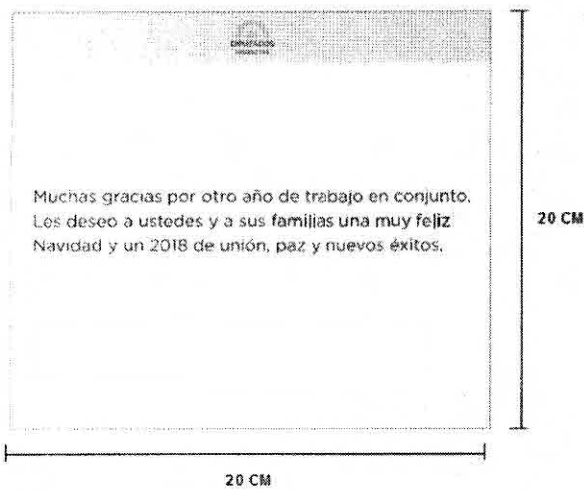 DIPUTADOS
Muchas gracias por otro año de trabajo en conjunto.
Les deseo a ustedes y a sus familias una muy feliz
Navidad y un 2018 de unión, paz y nuevos éxitos.
20 CM
20 CM